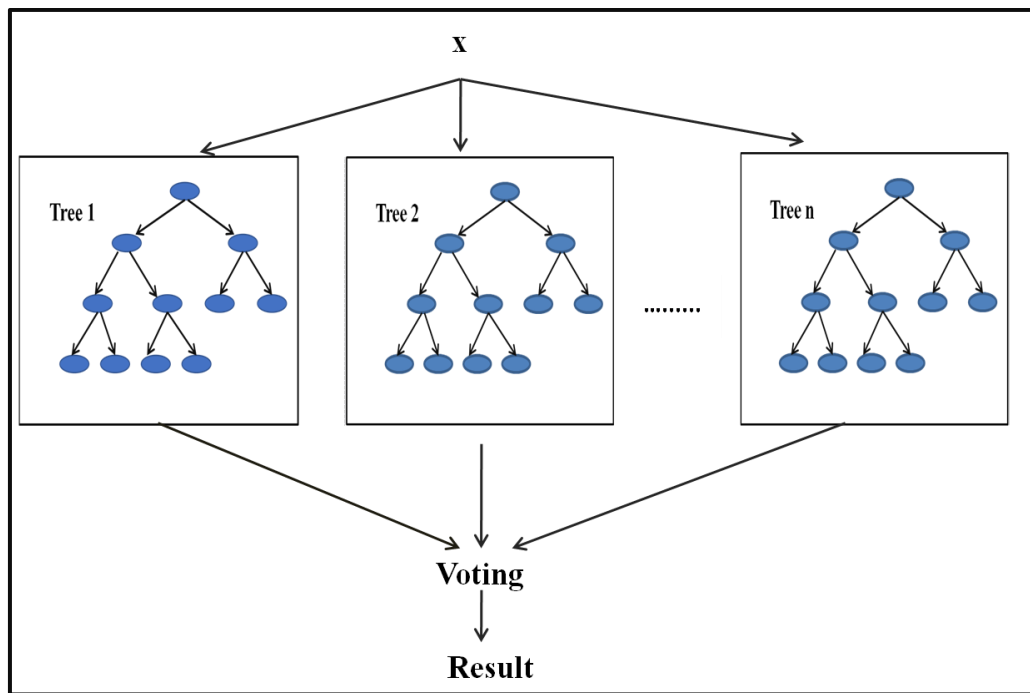 x
Tree 1
Tree 2
Tree n
.........
Voting
Result